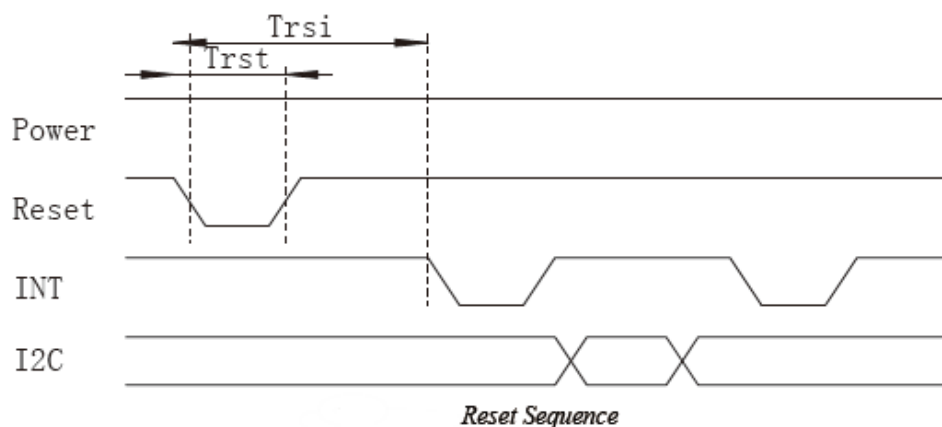 Trsi
Trst
Power
Reset
INT
I2C
Reset Sequence